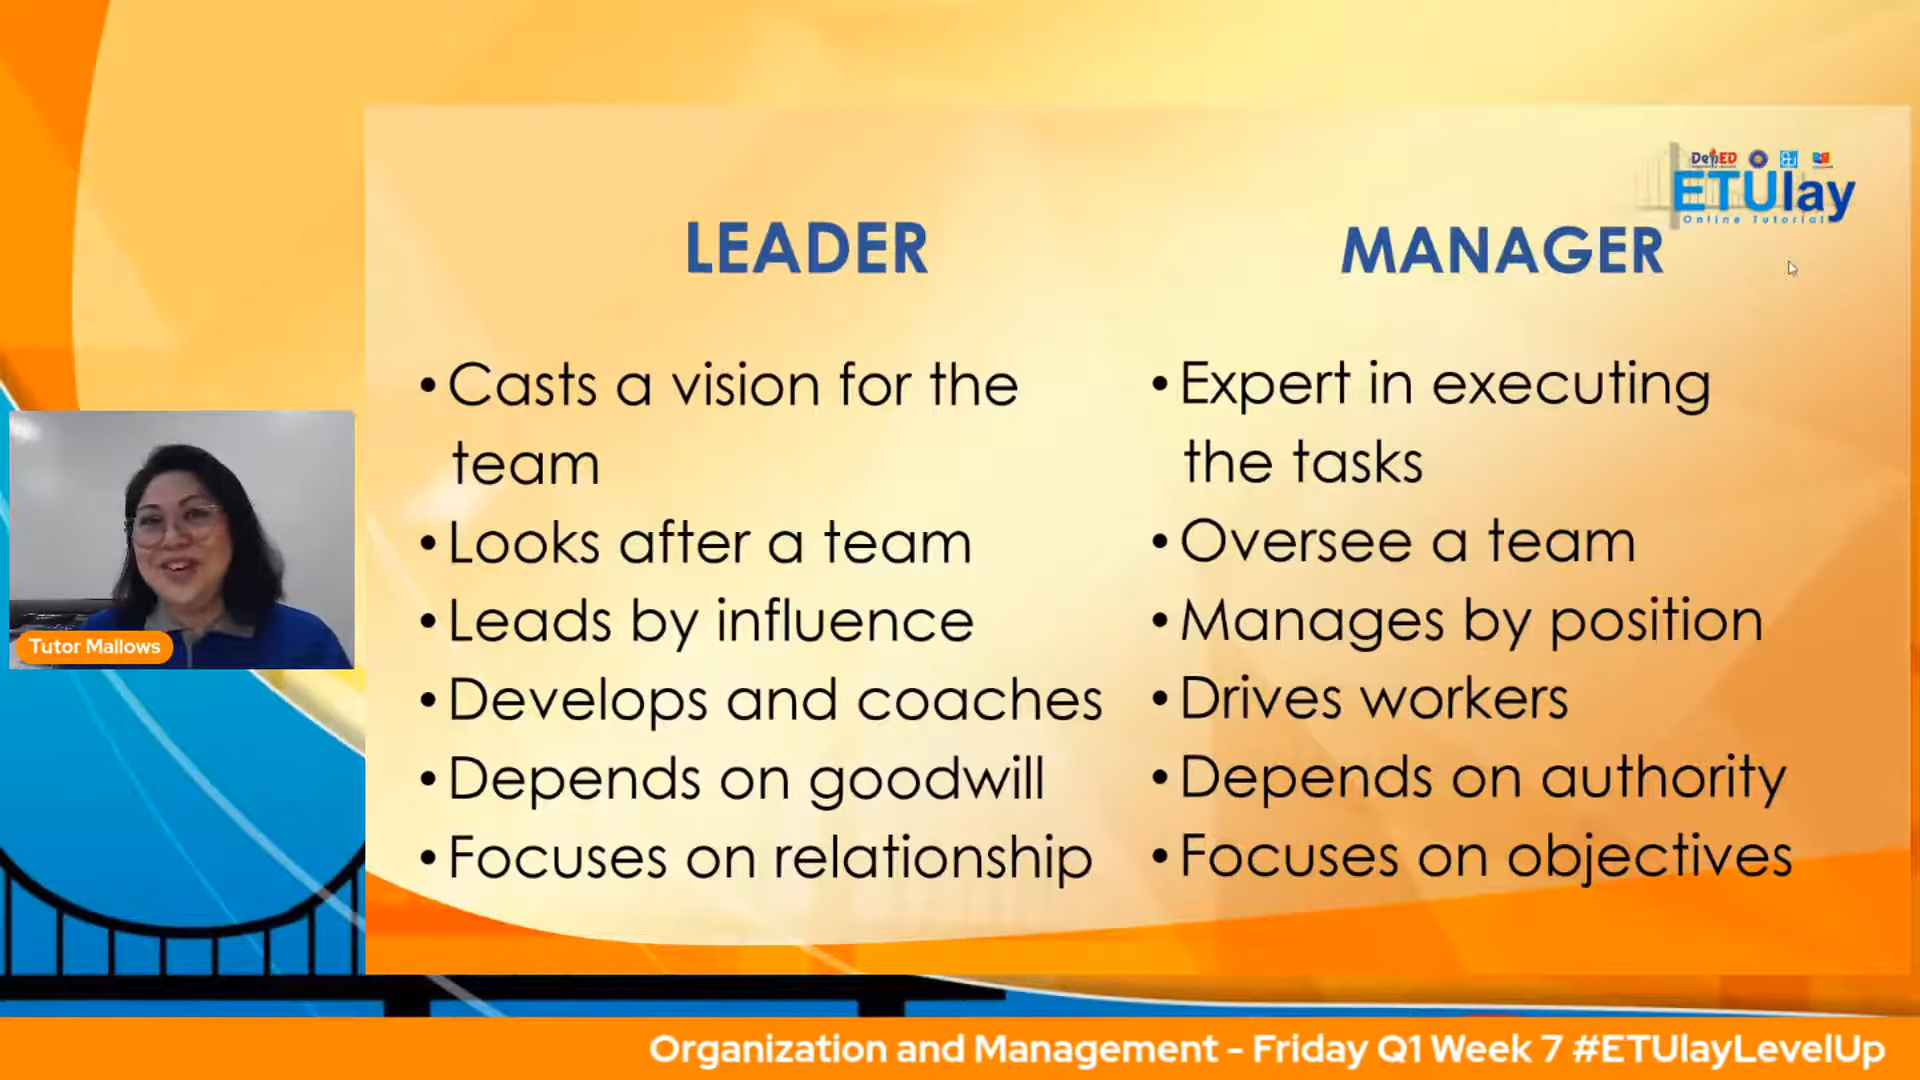 DepED
ETUlay
Online Tutorial
LEADER
MANAGER
•Casts a vision for the
team
•Looks after a team
•Leads by influence
•Develops and coaches
•Depends on goodwill
•Focuses on relationship
•Expert in executing
the tasks
•Oversee a team
•Manages by position
•Drives workers
•Depends on authority
•Focuses on objectives
Tutor Mallows
Organization and Management - Friday Q1 Week 7 #ETUlayLevelUp